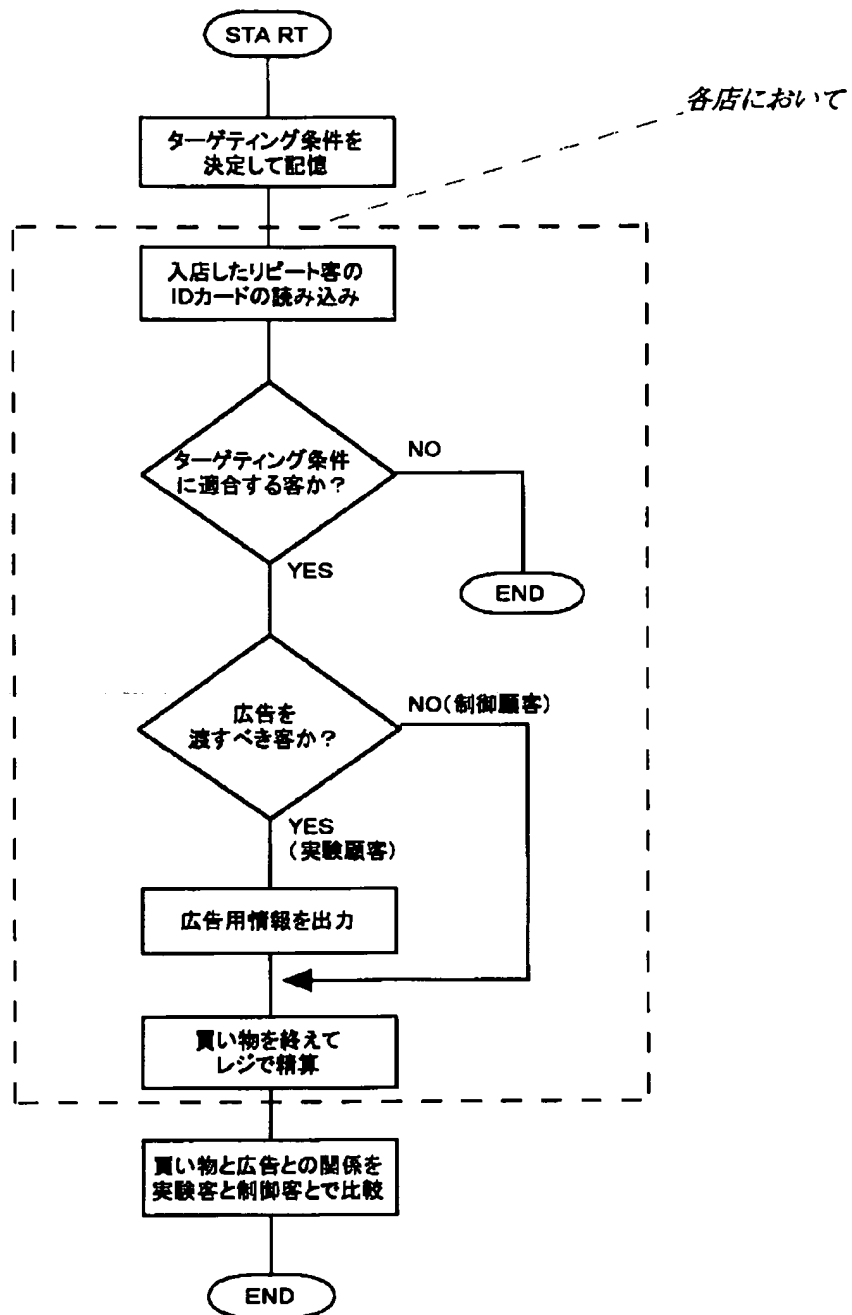 STA RT
各店において
ターゲティング条件を
決定して記憶
入店したリピート客の
IDカードの読み込み
ターゲティング条件
に適合する客か？
NO
YES
END
広告を
渡すべき客か？
NO(制御顧客)
YES
(実験顧客)
広告用情報を出力
買い物を終えて
レジで精算
買い物と広告との関係を
実験客と制御客とで比較
END